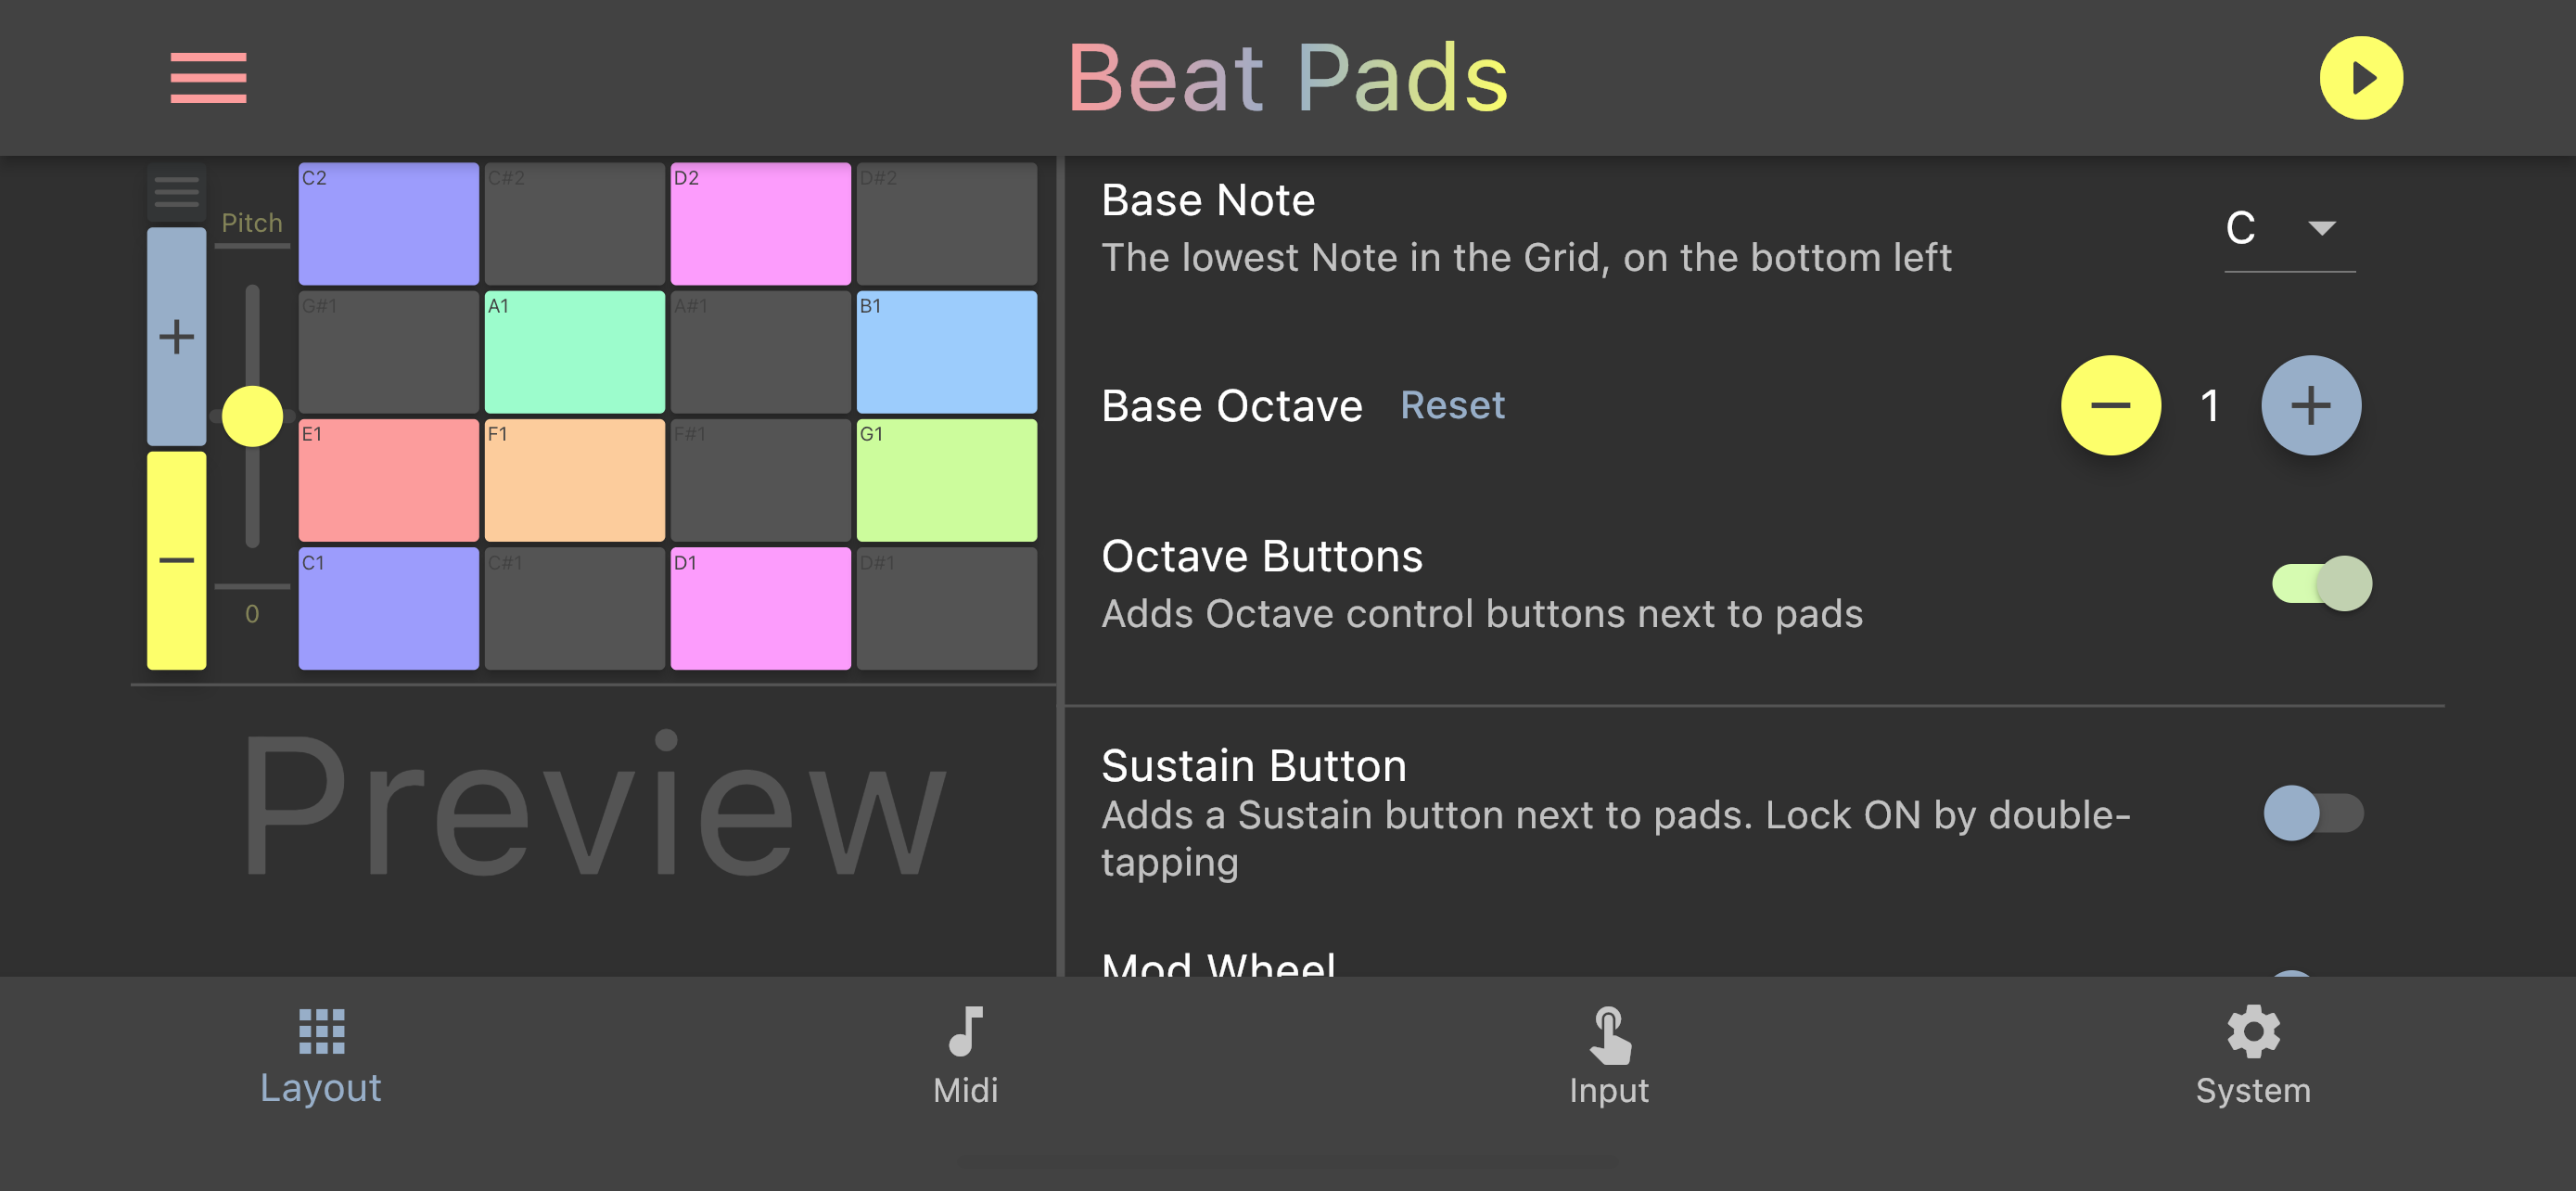 Beat Pads
Pitch
0
C2 C#2 D2 D#2
G#1 A1 A#1 B1
E1 F1 F#1 G1
C1 C#1 D1 D#1
Preview
Base Note
The lowest Note in the Grid, on the bottom left
C
Base Octave Reset
1
Octave Buttons
Adds Octave control buttons next to pads
Sustain Button
Adds a Sustain button next to pads. Lock ON by double-
tapping
Mod Wheel
Layout
Midi
Input
System